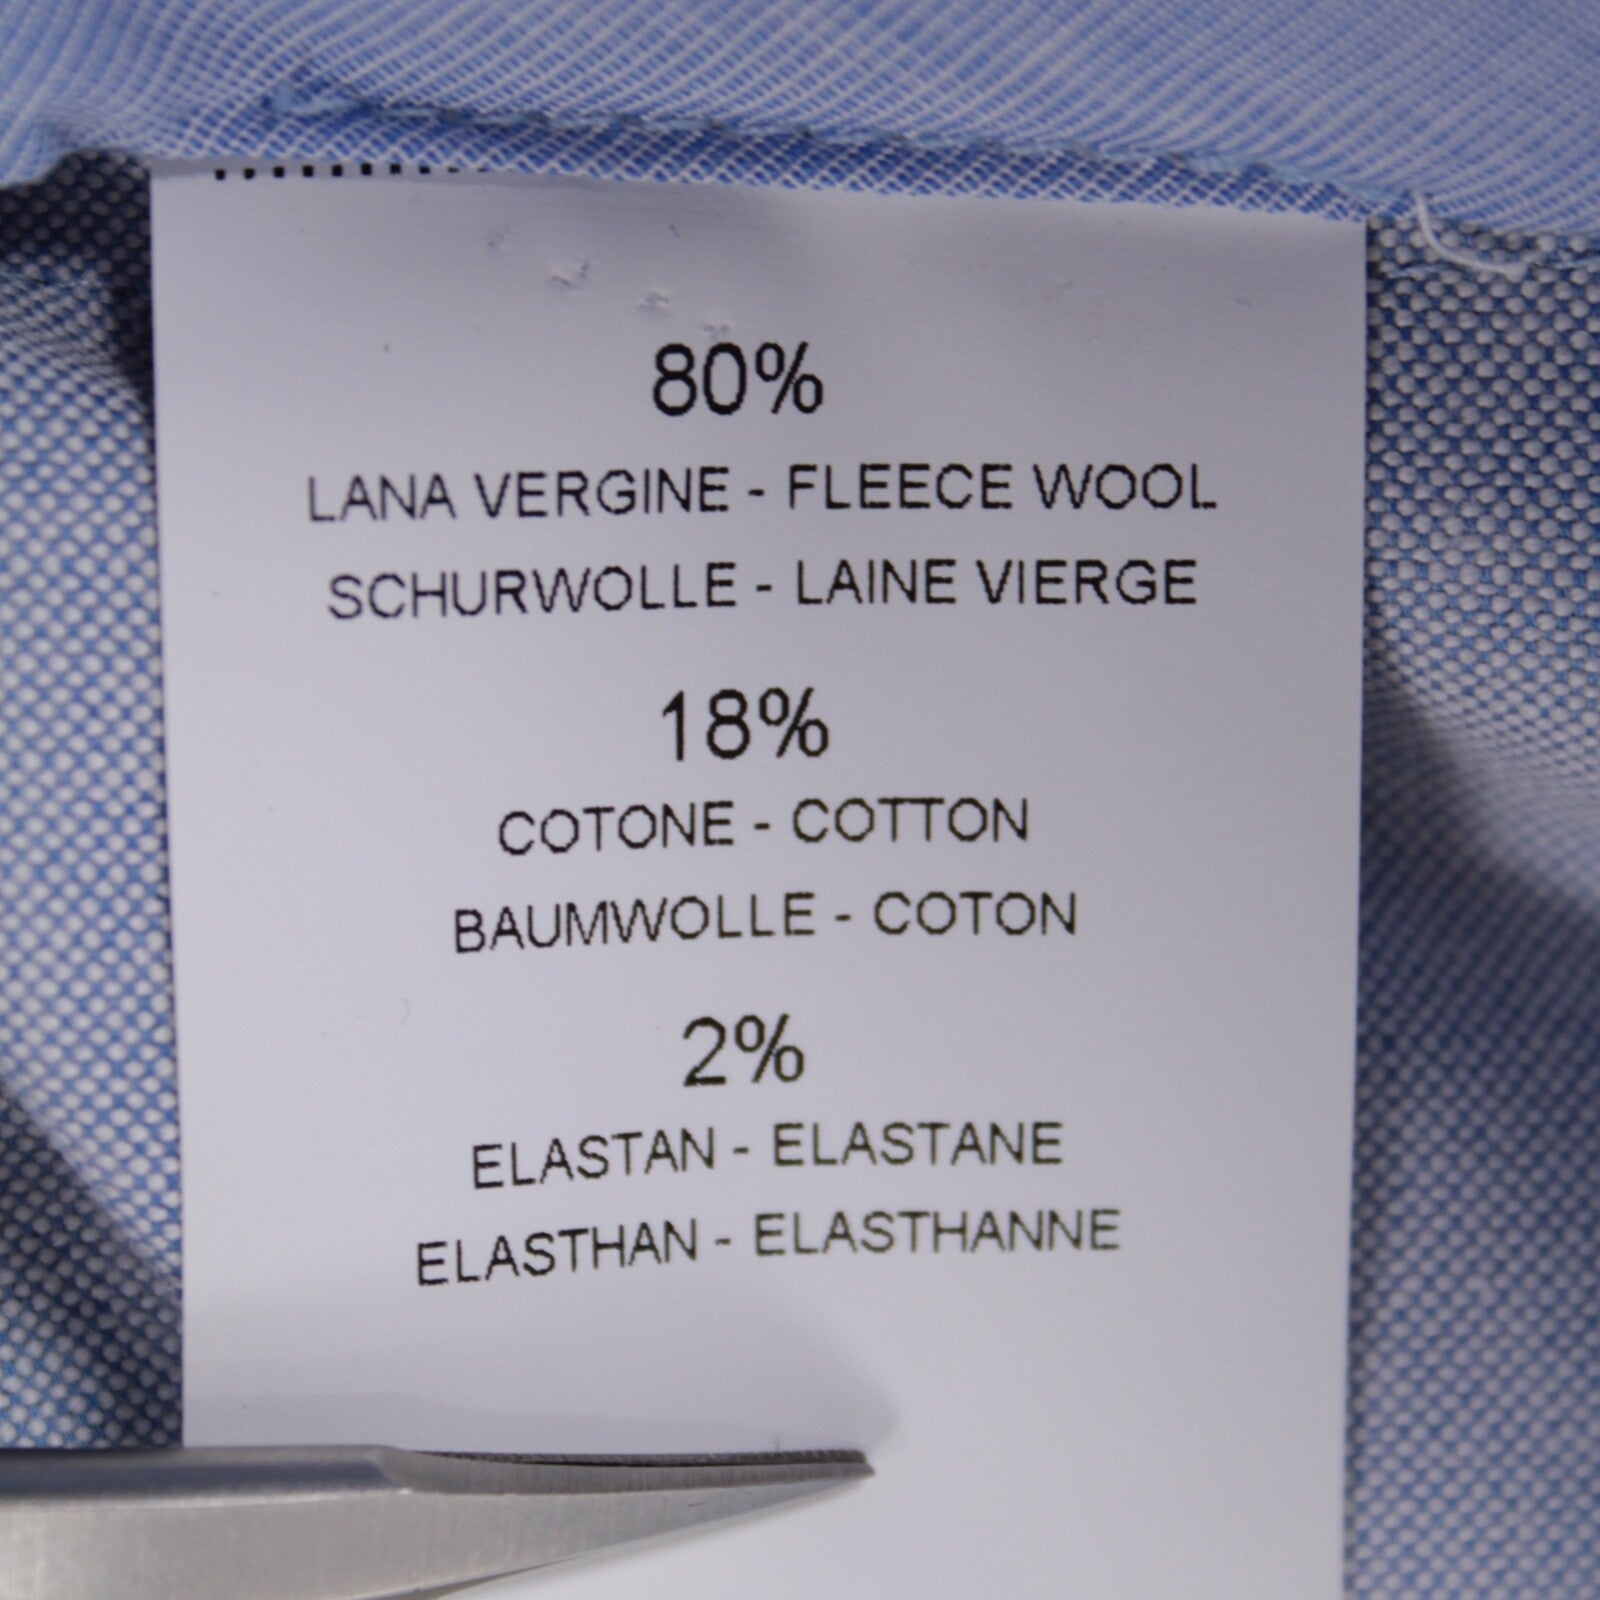 80%
LANA VERGINE - FLEECE WOOL
SCHURWOLLE - LAINE VIERGE
18%
COTONE - COTTON
BAUMWOLLE - COTON
2%
ELASTAN - ELASTANE
ELASTHAN - ELASTHANNE